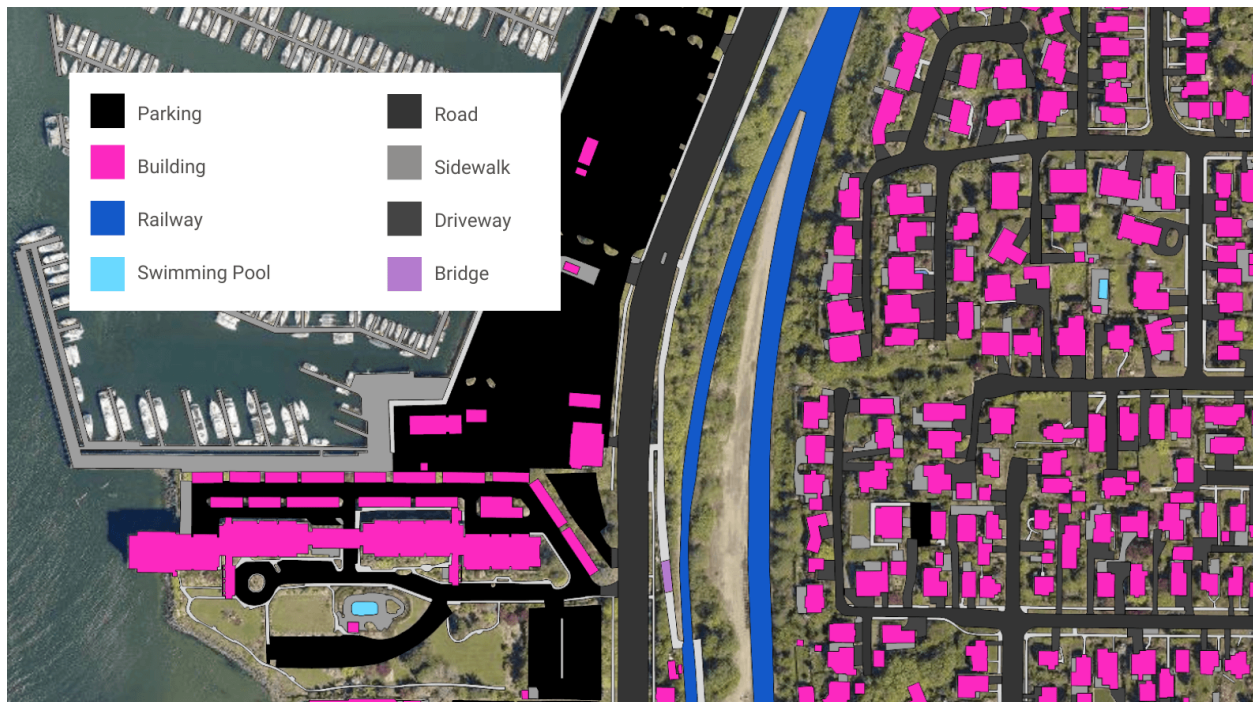 Parking
Building
Railway
Swimming Pool
Road
Sidewalk
Driveway
Bridge